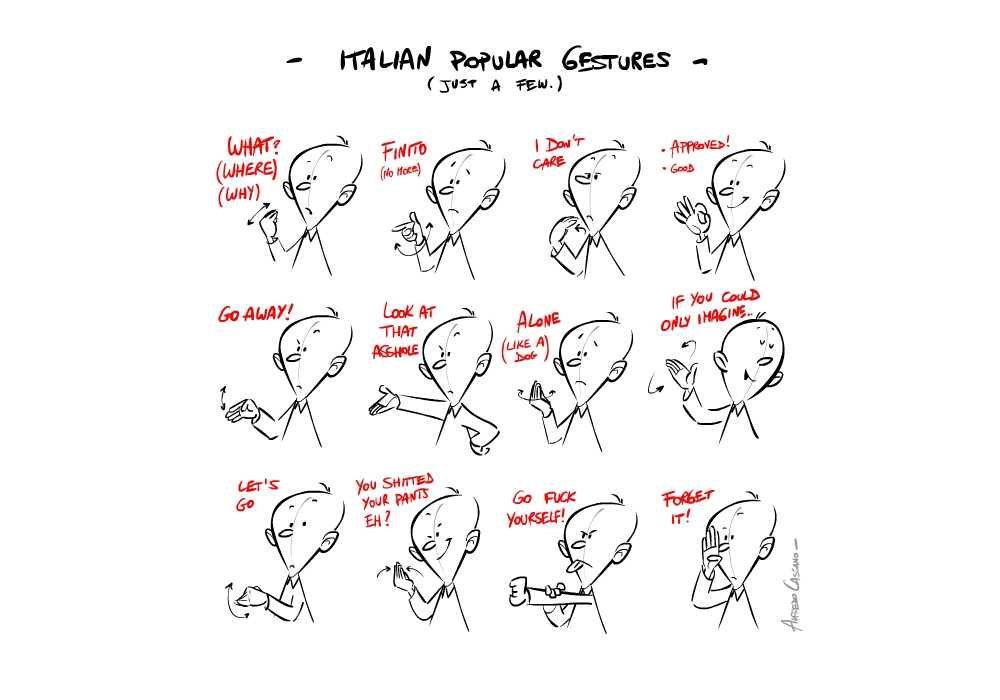 - ITALIAN POPULAR GESTURES -
(JUST A FEW.)
WHAT?
(WHERE)
(WHY)
FINITO
(NO MORE)
I DON'T
CARE
• APPROVED!
• GOOD
GO AWAY!
LOOK AT
THAT
ASSHOLE
ALONE
(LIKE A
DOG)
IF YOU COULD
ONLY IMAGINE..
LET'S
GO
YOU SHITTED
YOUR PANTS
EH?
GO FUCK
YOURSELF!
FORGET
IT!
ALFREDO CASSANO -